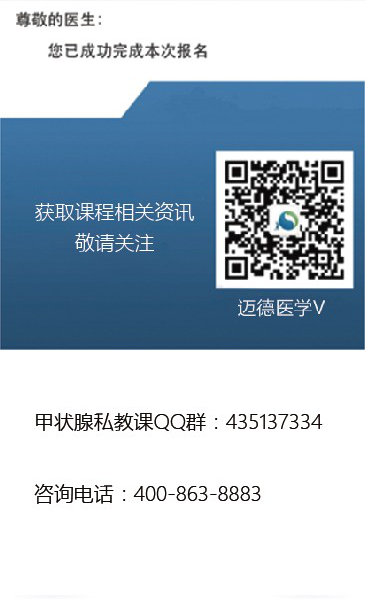 尊敬的医生：
您已成功完成本次报名
获取课程相关资讯
敬请关注
迈德医学V
甲状腺私教课QQ群：435137334
咨询电话：400-863-8883